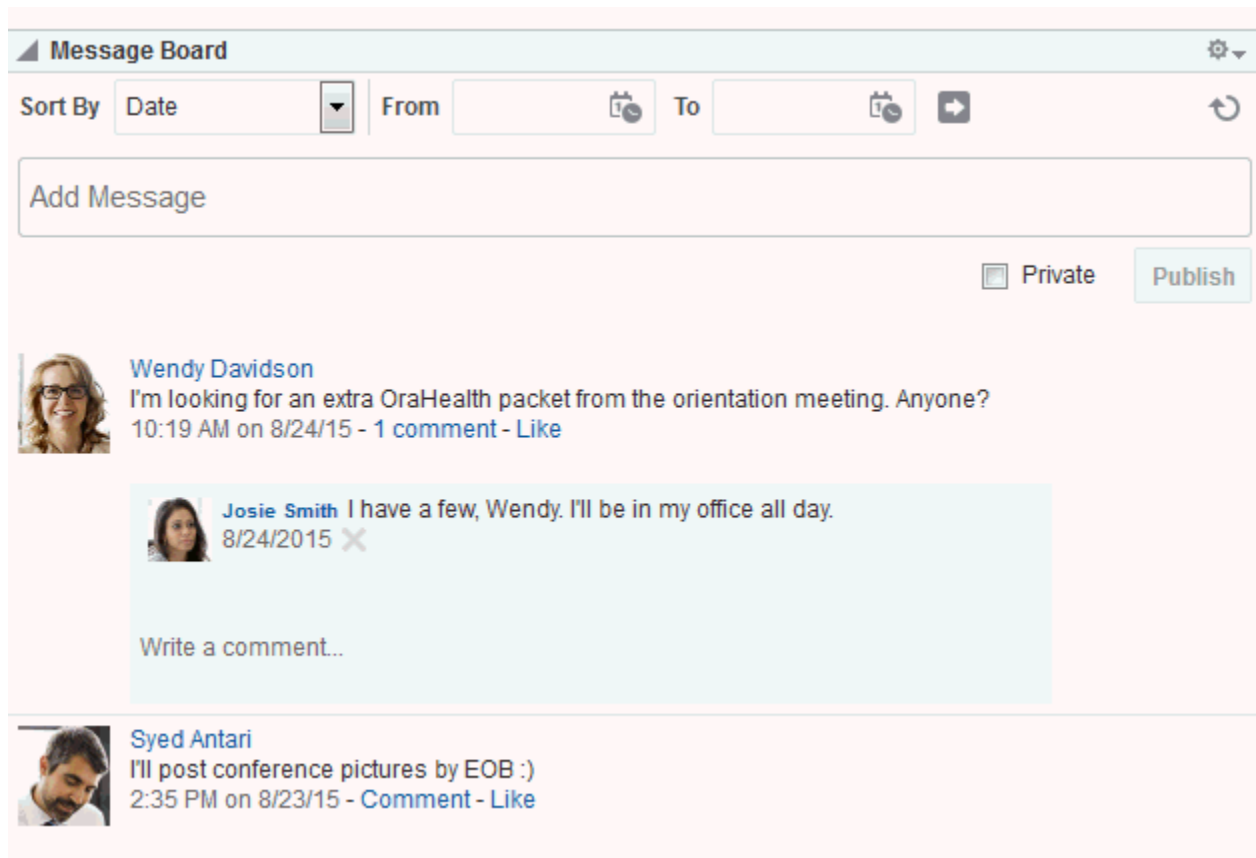 Message Board
Sort By Date From To
Add Message
Private Publish
Wendy Davidson
I'm looking for an extra OraHealth packet from the orientation meeting. Anyone?
10:19 AM on 8/24/15 - 1 comment - Like
Josie Smith I have a few, Wendy. I'll be in my office all day.
8/24/2015
Write a comment...
Syed Antari
I'll post conference pictures by EOB :)
2:35 PM on 8/23/15 - Comment - Like